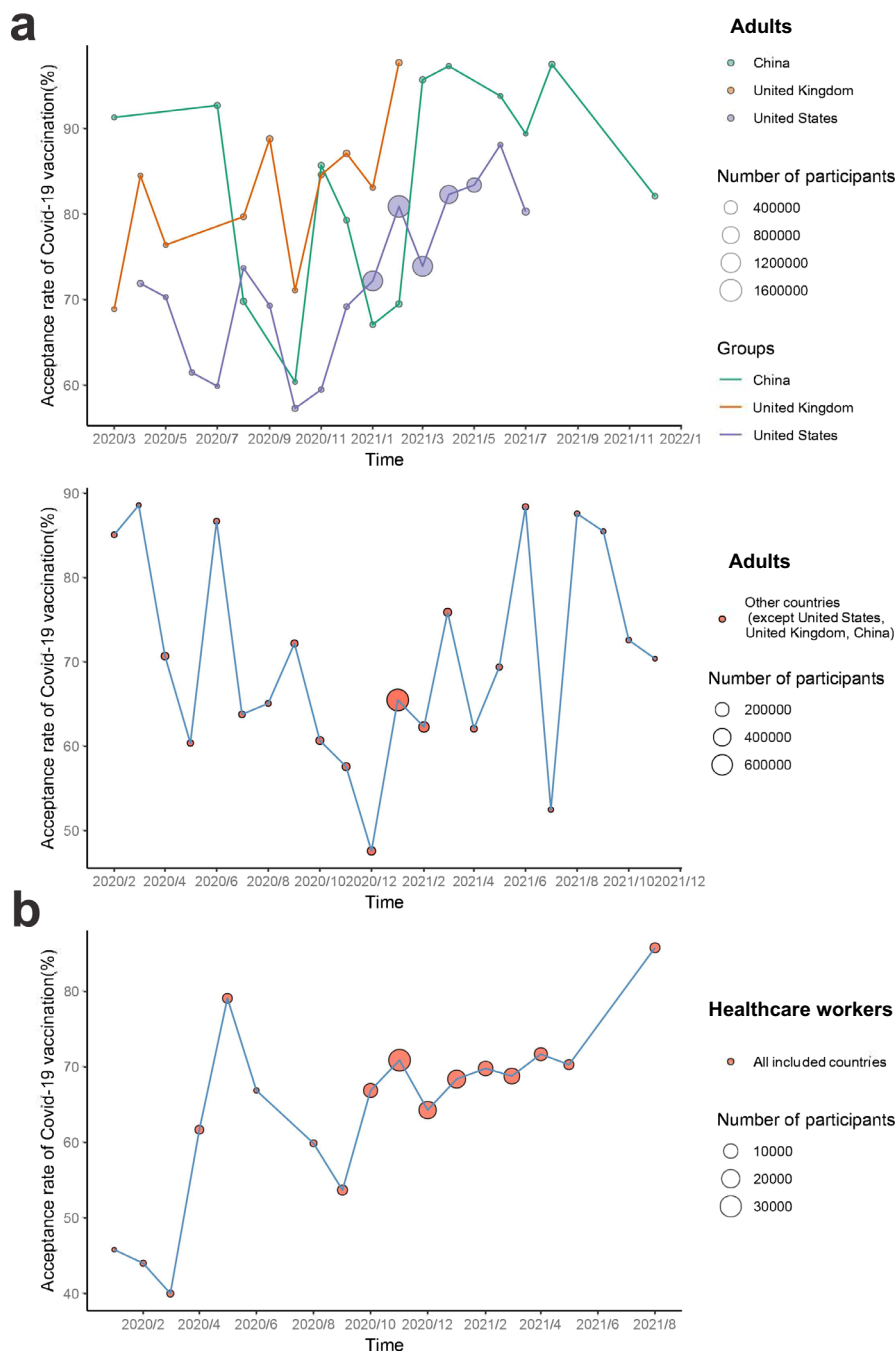 a
Acceptance rate of Covid-19 vaccination(%)
90
80
70
60
2020/3 2020/5 2020/7 2020/9 2020/11 2021/1 2021/3 2021/5 2021/7 2021/9 2021/11 2022/1
Time
Adults
China
United Kingdom
United States
Number of participants
400000
800000
1200000
1600000
Groups
China
United Kingdom
United States
Acceptance rate of Covid-19 vaccination(%)
90
80
70
60
50
2020/2 2020/4 2020/6 2020/8 2020/10 2020/12 2021/2 2021/4 2021/6 2021/8 2021/10 2021/12
Time
Adults
Other countries
(except United States,
United Kingdom, China)
Number of participants
200000
400000
600000
b
Acceptance rate of Covid-19 vaccination(%)
80
70
60
50
40
2020/2 2020/4 2020/6 2020/8 2020/10 2020/12 2021/2 2021/4 2021/6 2021/8
Time
Healthcare workers
All included countries
Number of participants
10000
20000
30000